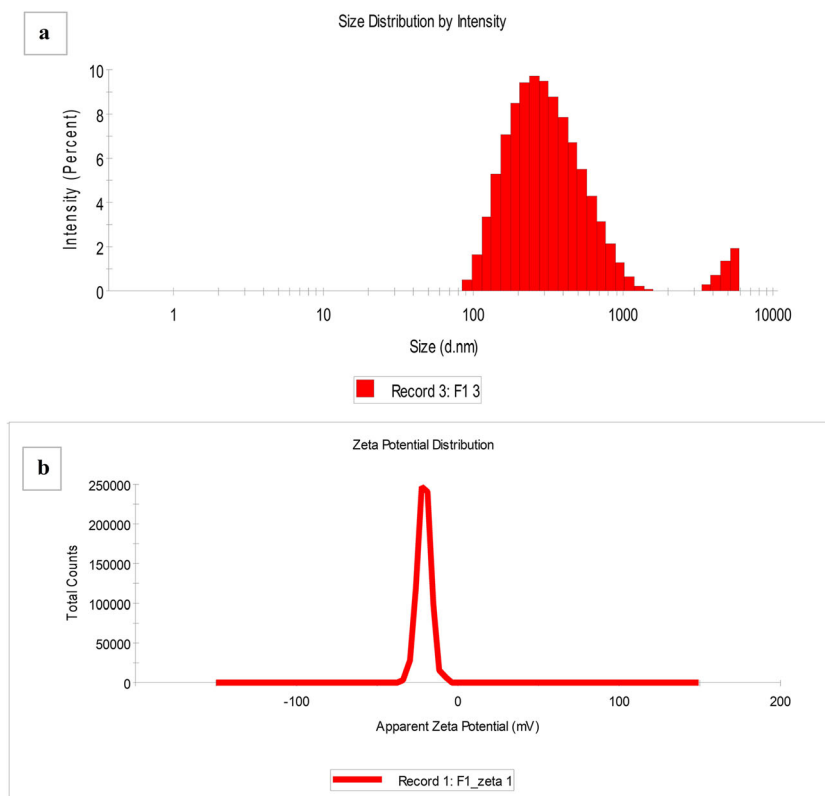 a
Size Distribution by Intensity
10
8
6
4
2
0
Intensity (Percent)
1 10 100 1000 10000
Size (d.nm)
Record 3: F1 3
b
Zeta Potential Distribution
250000
200000
150000
100000
50000
0
Total Counts
-100 0 100 200
Apparent Zeta Potential (mV)
Record 1: F1_zeta 1